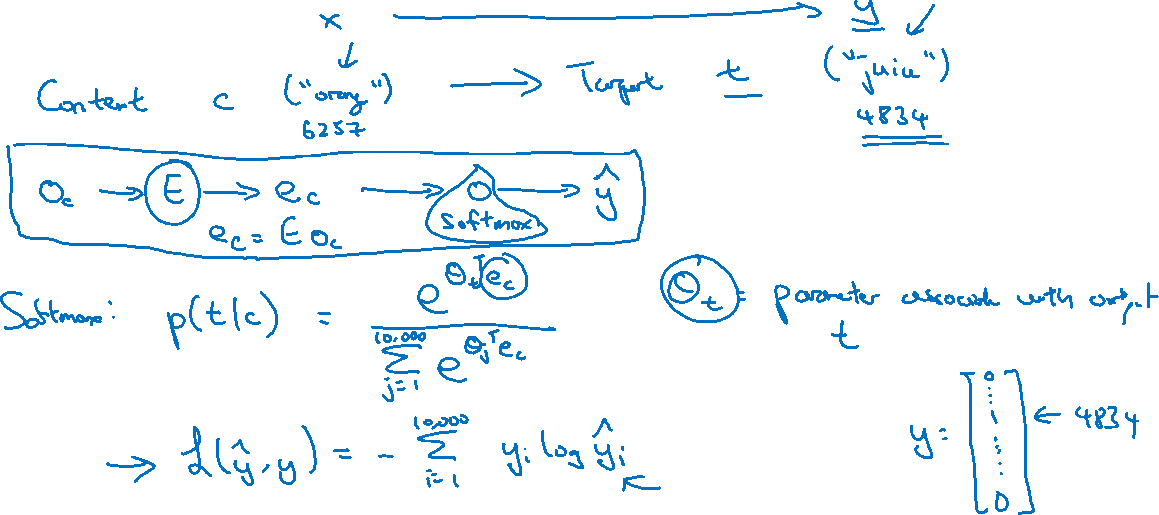 x → y
Context c ("orange") → Target t ("juice")
6257 4834
o_c → E → e_c → o → ŷ
softmax
e_c = E o_c
Softmax: p(t|c) = e^{θ_t^T e_c} / Σ_{j=1}^{10,000} e^{θ_j^T e_c}
θ_t = parameter associated with output t
→ ℒ(ŷ, y) = - Σ_{i=1}^{10,000} y_i log ŷ_i ←
y = [0 ⋮ 1 ⋮ 0] ← 4834